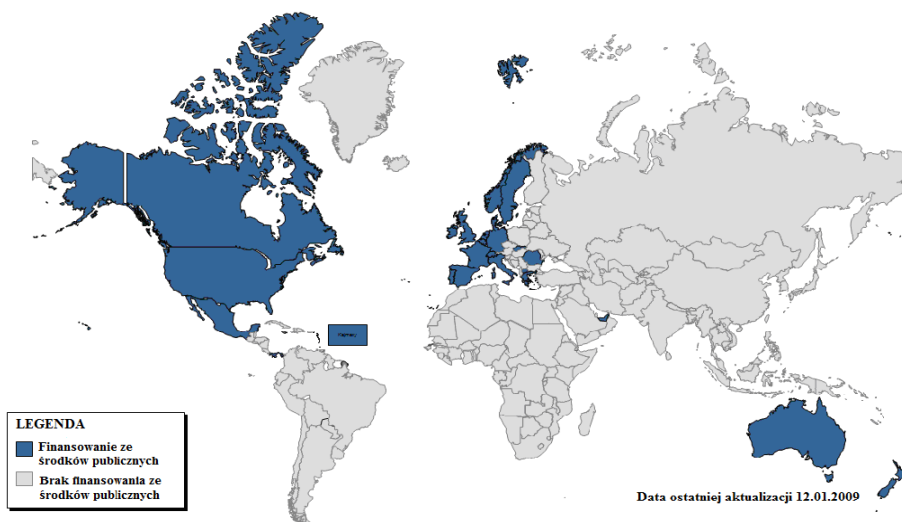 LEGENDA
Finansowanie ze
środków publicznych
Brak finansowania ze
środków publicznych
Data ostatniej aktualizacji 12.01.2009